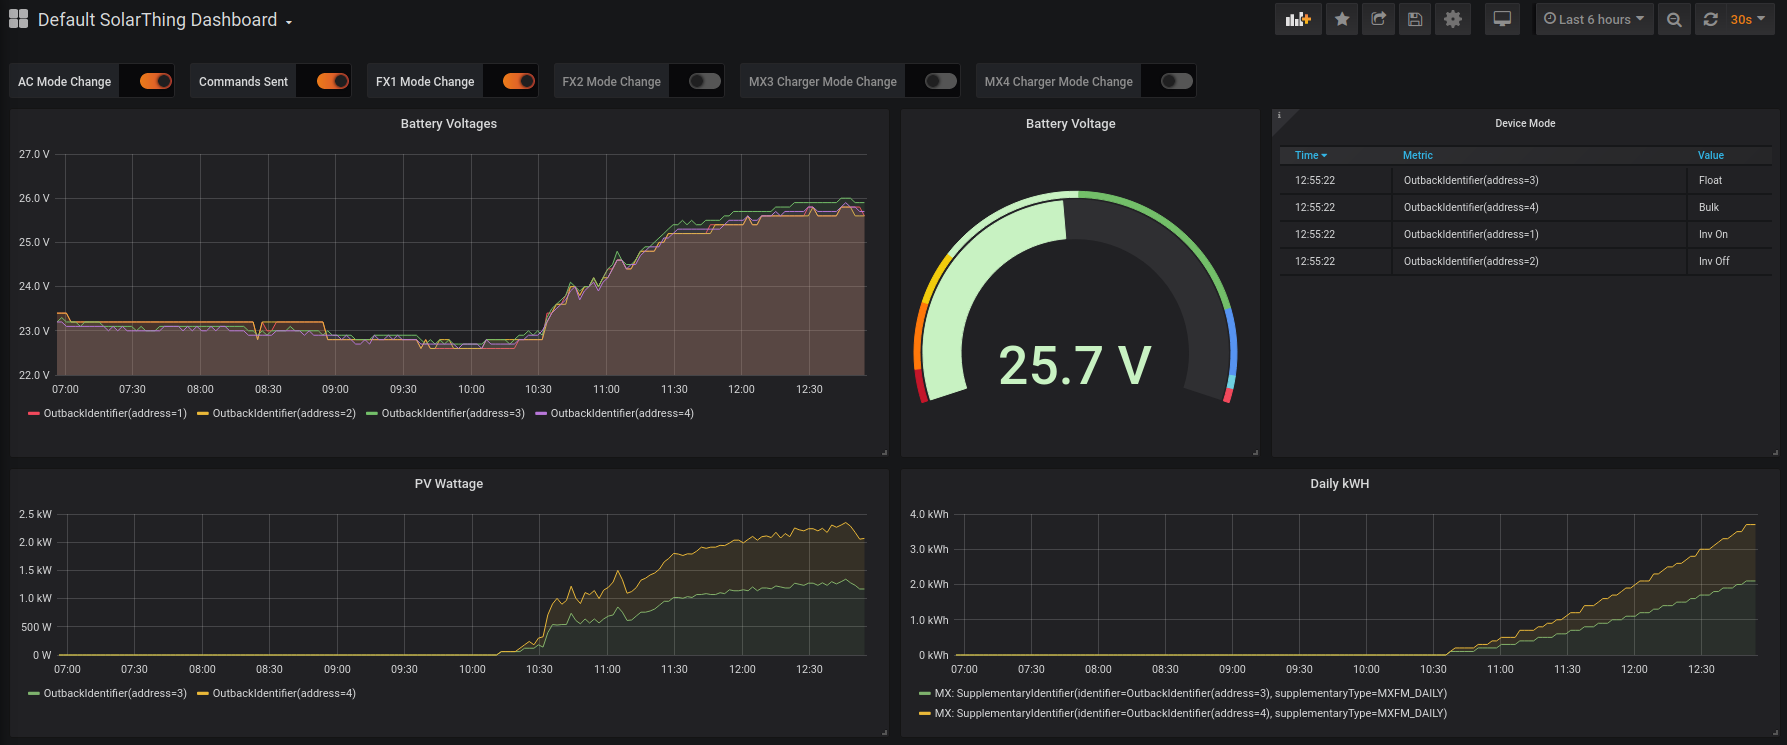 Default SolarThing Dashboard
Last 6 hours
30s
AC Mode Change
Commands Sent
FX1 Mode Change
FX2 Mode Change
MX3 Charger Mode Change
MX4 Charger Mode Change
Battery Voltages
27.0 V
26.0 V
25.0 V
24.0 V
23.0 V
22.0 V
07:00 07:30 08:00 08:30 09:00 09:30 10:00 10:30 11:00 11:30 12:00 12:30
OutbackIdentifier(address=1) OutbackIdentifier(address=2) OutbackIdentifier(address=3) OutbackIdentifier(address=4)
Battery Voltage
25.7 V
i
Device Mode
Time Metric Value
12:55:22 OutbackIdentifier(address=3) Float
12:55:22 OutbackIdentifier(address=4) Bulk
12:55:22 OutbackIdentifier(address=1) Inv On
12:55:22 OutbackIdentifier(address=2) Inv Off
PV Wattage
2.5 kW
2.0 kW
1.5 kW
1.0 kW
500 W
0 W
07:00 07:30 08:00 08:30 09:00 09:30 10:00 10:30 11:00 11:30 12:00 12:30
OutbackIdentifier(address=3) OutbackIdentifier(address=4)
Daily kWH
4.0 kWh
3.0 kWh
2.0 kWh
1.0 kWh
0 kWh
07:00 07:30 08:00 08:30 09:00 09:30 10:00 10:30 11:00 11:30 12:00 12:30
MX: SupplementaryIdentifier(identifier=OutbackIdentifier(address=3), supplementaryType=MXFM_DAILY)
MX: SupplementaryIdentifier(identifier=OutbackIdentifier(address=4), supplementaryType=MXFM_DAILY)